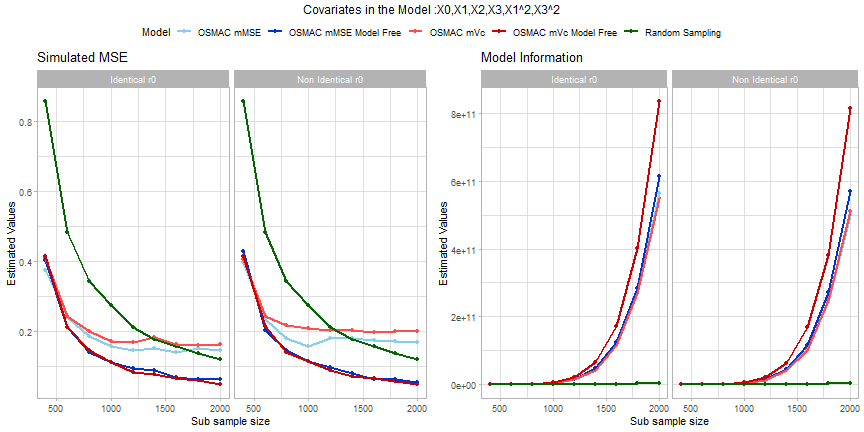 Covariates in the Model :X0,X1,X2,X3,X1^2,X3^2
Model OSMAC mMSE OSMAC mMSE Model Free OSMAC mVc OSMAC mVc Model Free Random Sampling
Simulated MSE
Identical r0 Non Identical r0
Estimated Values
0.8
0.6
0.4
0.2
500 1000 1500 2000 500 1000 1500 2000
Sub sample size
Model Information
Identical r0 Non Identical r0
Estimated Values
8e+11
6e+11
4e+11
2e+11
0e+00
500 1000 1500 2000 500 1000 1500 2000
Sub sample size